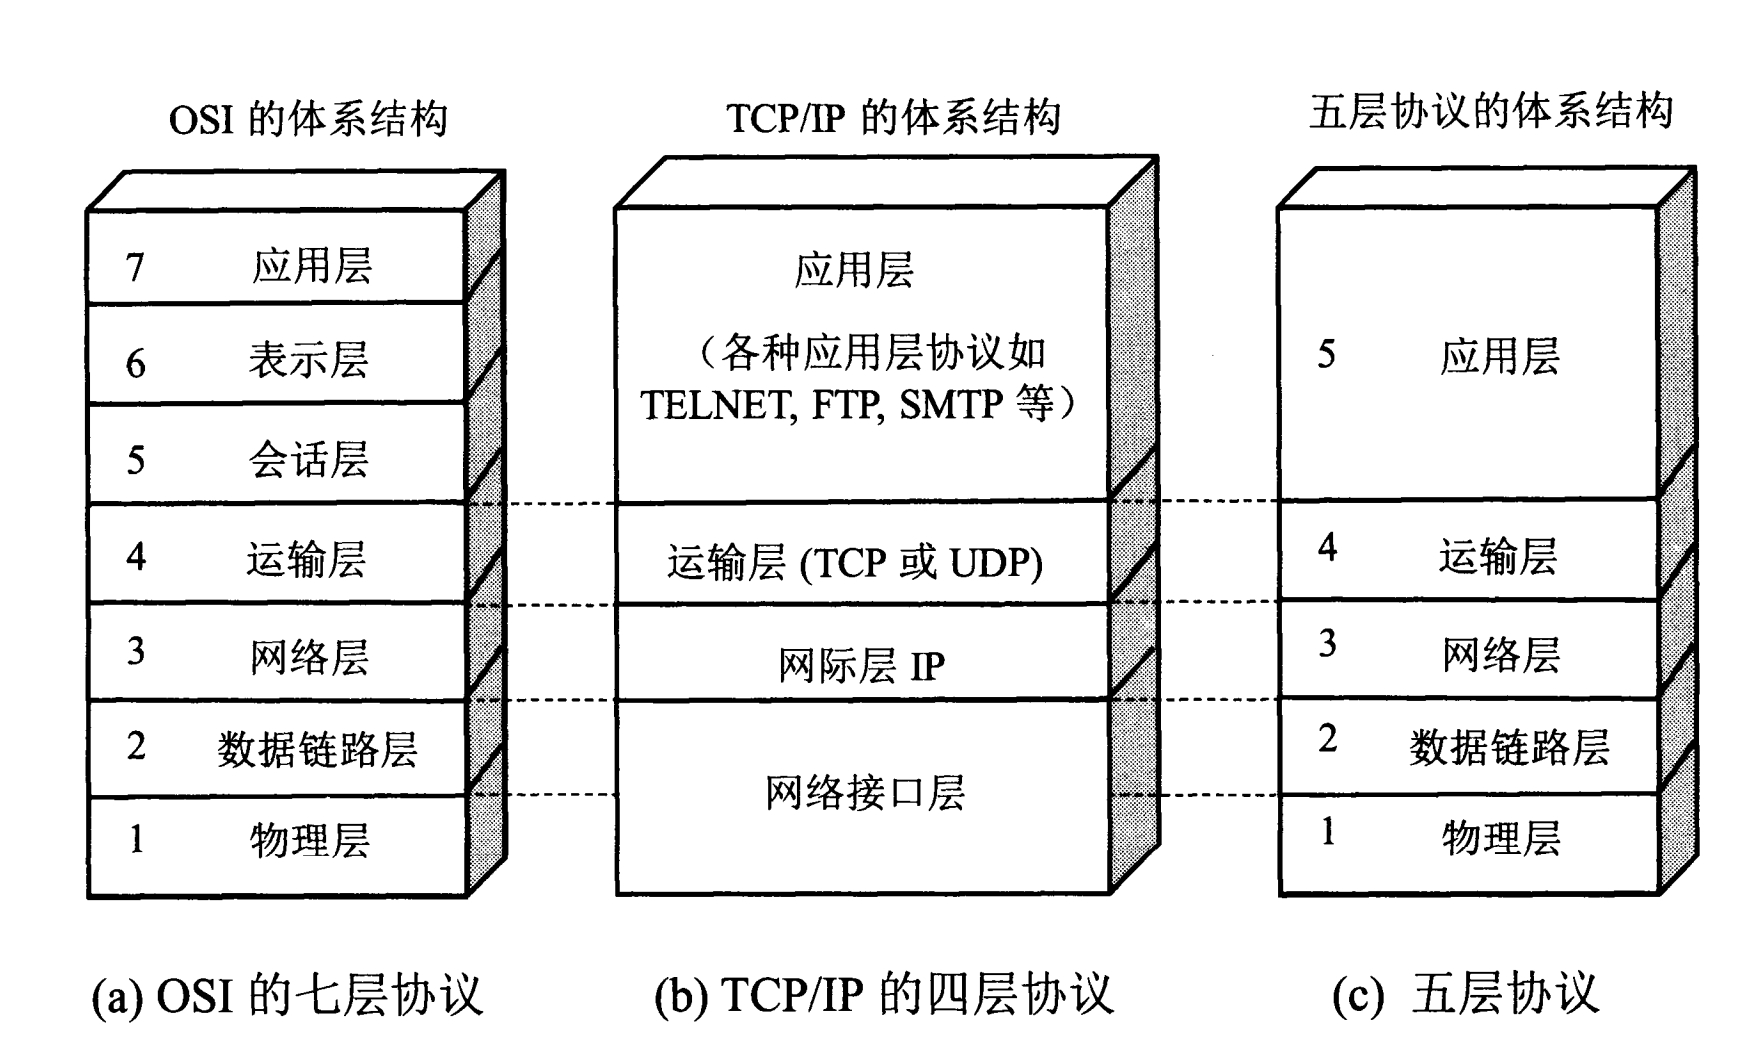 OSI 的体系结构
7 应用层
6 表示层
5 会话层
4 运输层
3 网络层
2 数据链路层
1 物理层
(a) OSI 的七层协议
TCP/IP 的体系结构
应用层
（各种应用层协议如
TELNET, FTP, SMTP 等）
运输层 (TCP 或 UDP)
网际层 IP
网络接口层
(b) TCP/IP 的四层协议
五层协议的体系结构
5 应用层
4 运输层
3 网络层
2 数据链路层
1 物理层
(c) 五层协议